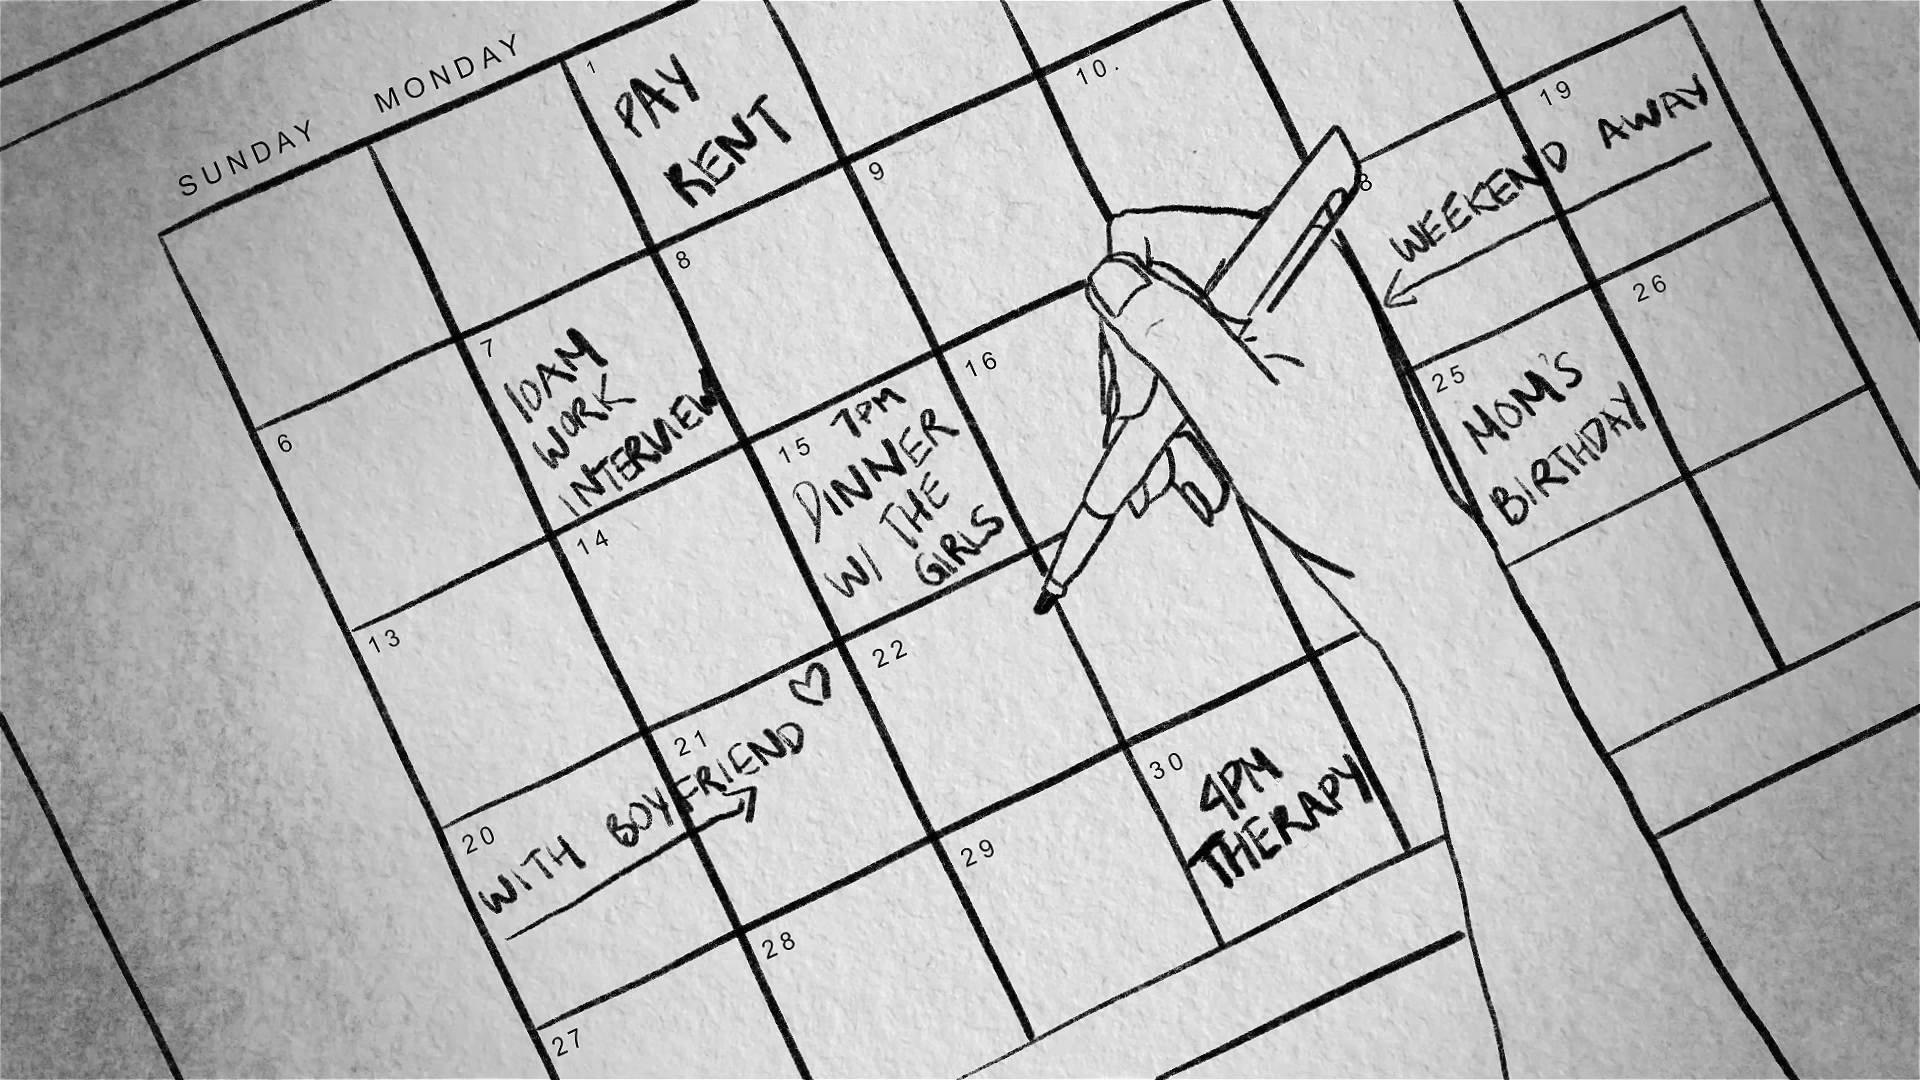 SUNDAY MONDAY
1
PAY
RENT
6
7
10AM
WORK
INTERVIEW
8
9
10.
13
14
15
7PM
DINNER
W/ THE
GIRLS
16
8
19
WEEKEND AWAY
20
21
WITH BOYFRIEND ♡
22
25
MOM'S
BIRTHDAY
26
27
28
29
30
4PM
THERAPY